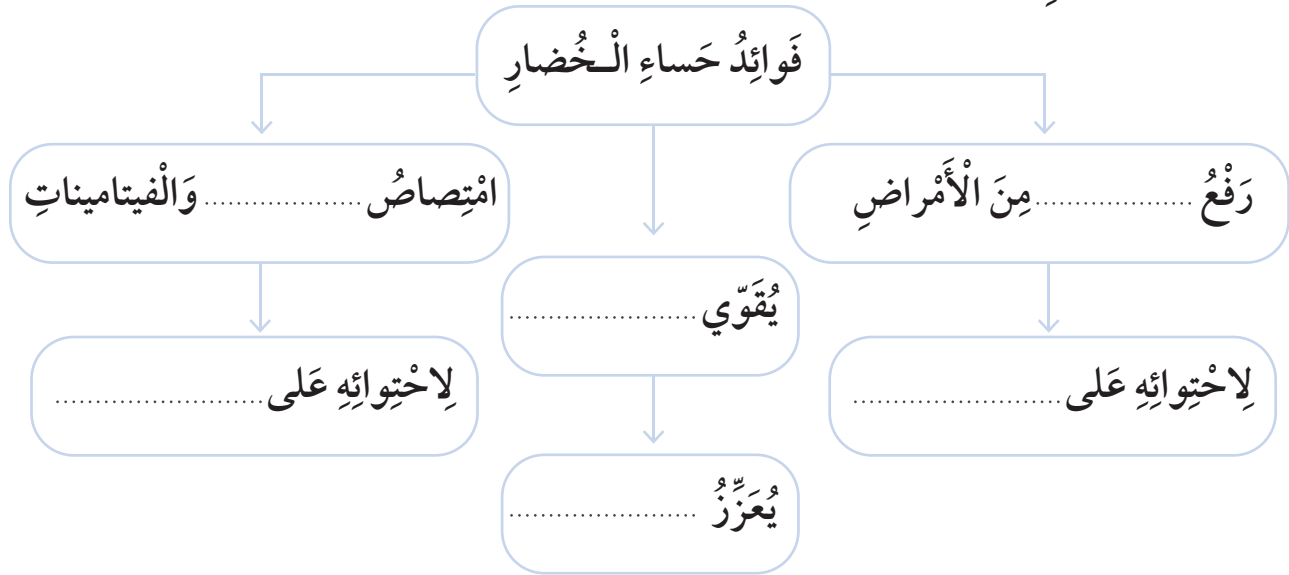 فَوائِدُ حَساءِ الْـخُضارِ
رَفْعُ .................... مِنَ الْأَمْراضِ
امْتِصاصُ .................... وَالْفيتاميناتِ
يُقَوّي ........................
لِاحْتِوائِهِ عَلى ...........................
لِاحْتِوائِهِ عَلى ...........................
يُعَزِّزُ ........................